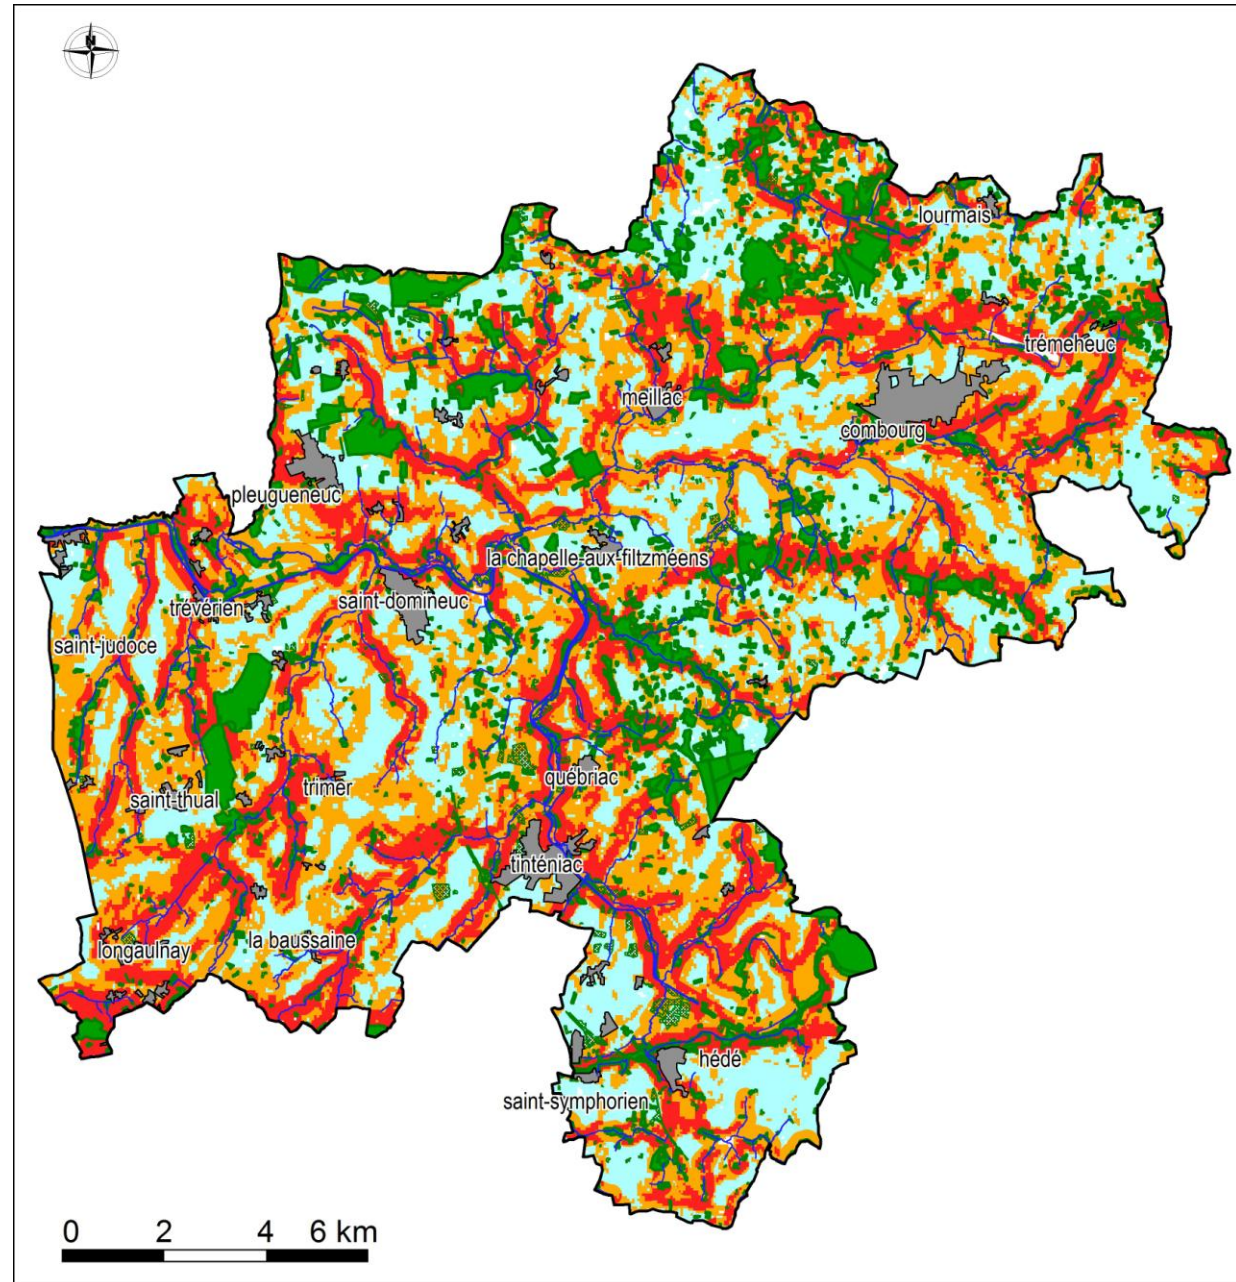 N
lourmais
trémeheuc
meillac
combourg
pleugueneuc
la chapelle-aux-filtzméens
trévérien
saint-domineuc
saint-judoce
québriac
trimer
saint-thual
tinténiac
la baussaine
longaulnay
hédé
saint-symphorien
0 2 4 6 km